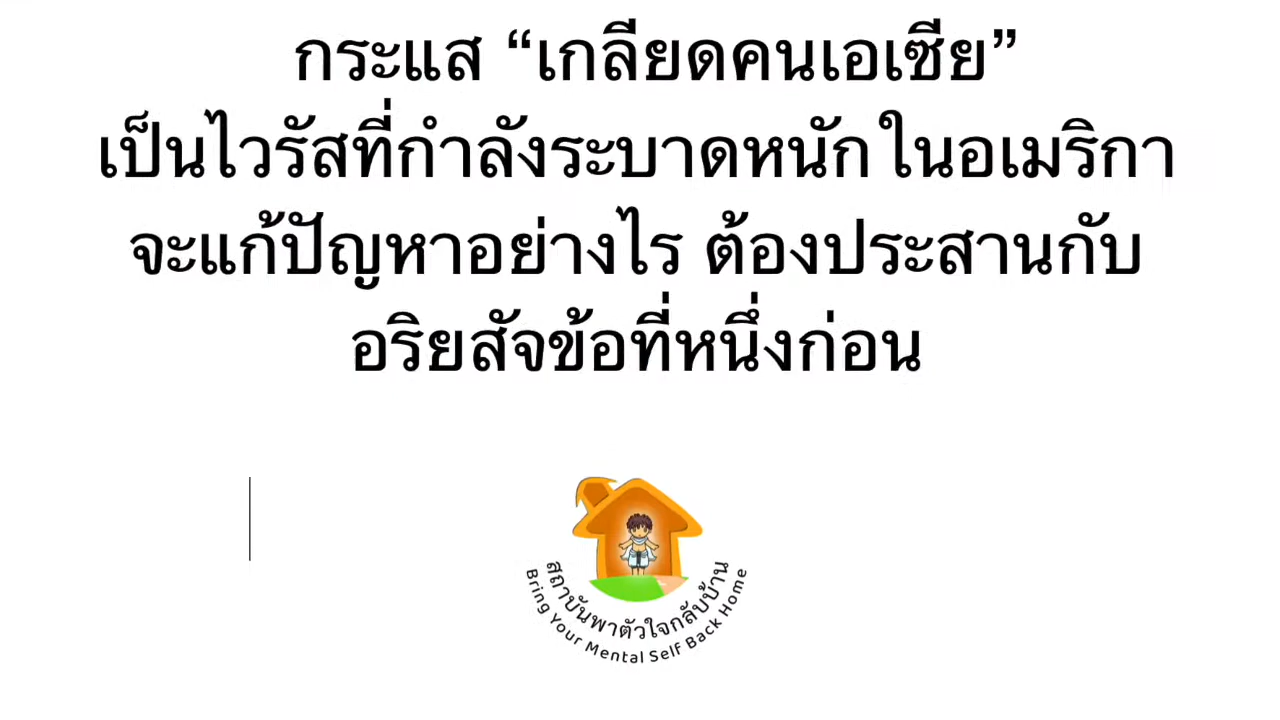 กระแส “เกลียดคนเอเซีย”
เป็นไวรัสที่กำลังระบาดหนัก ในอเมริกา
จะแก้ปัญหาอย่างไร ต้องประสานกับ
อริยสัจข้อที่หนึ่งก่อน
สถาบันพาตัวใจกลับบ้าน
Bring Your Mental Self Back Home